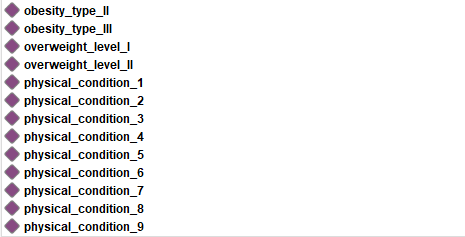 obesity_type_II
obesity_type_III
overweight_level_I
overweight_level_II
physical_condition_1
physical_condition_2
physical_condition_3
physical_condition_4
physical_condition_5
physical_condition_6
physical_condition_7
physical_condition_8
physical_condition_9